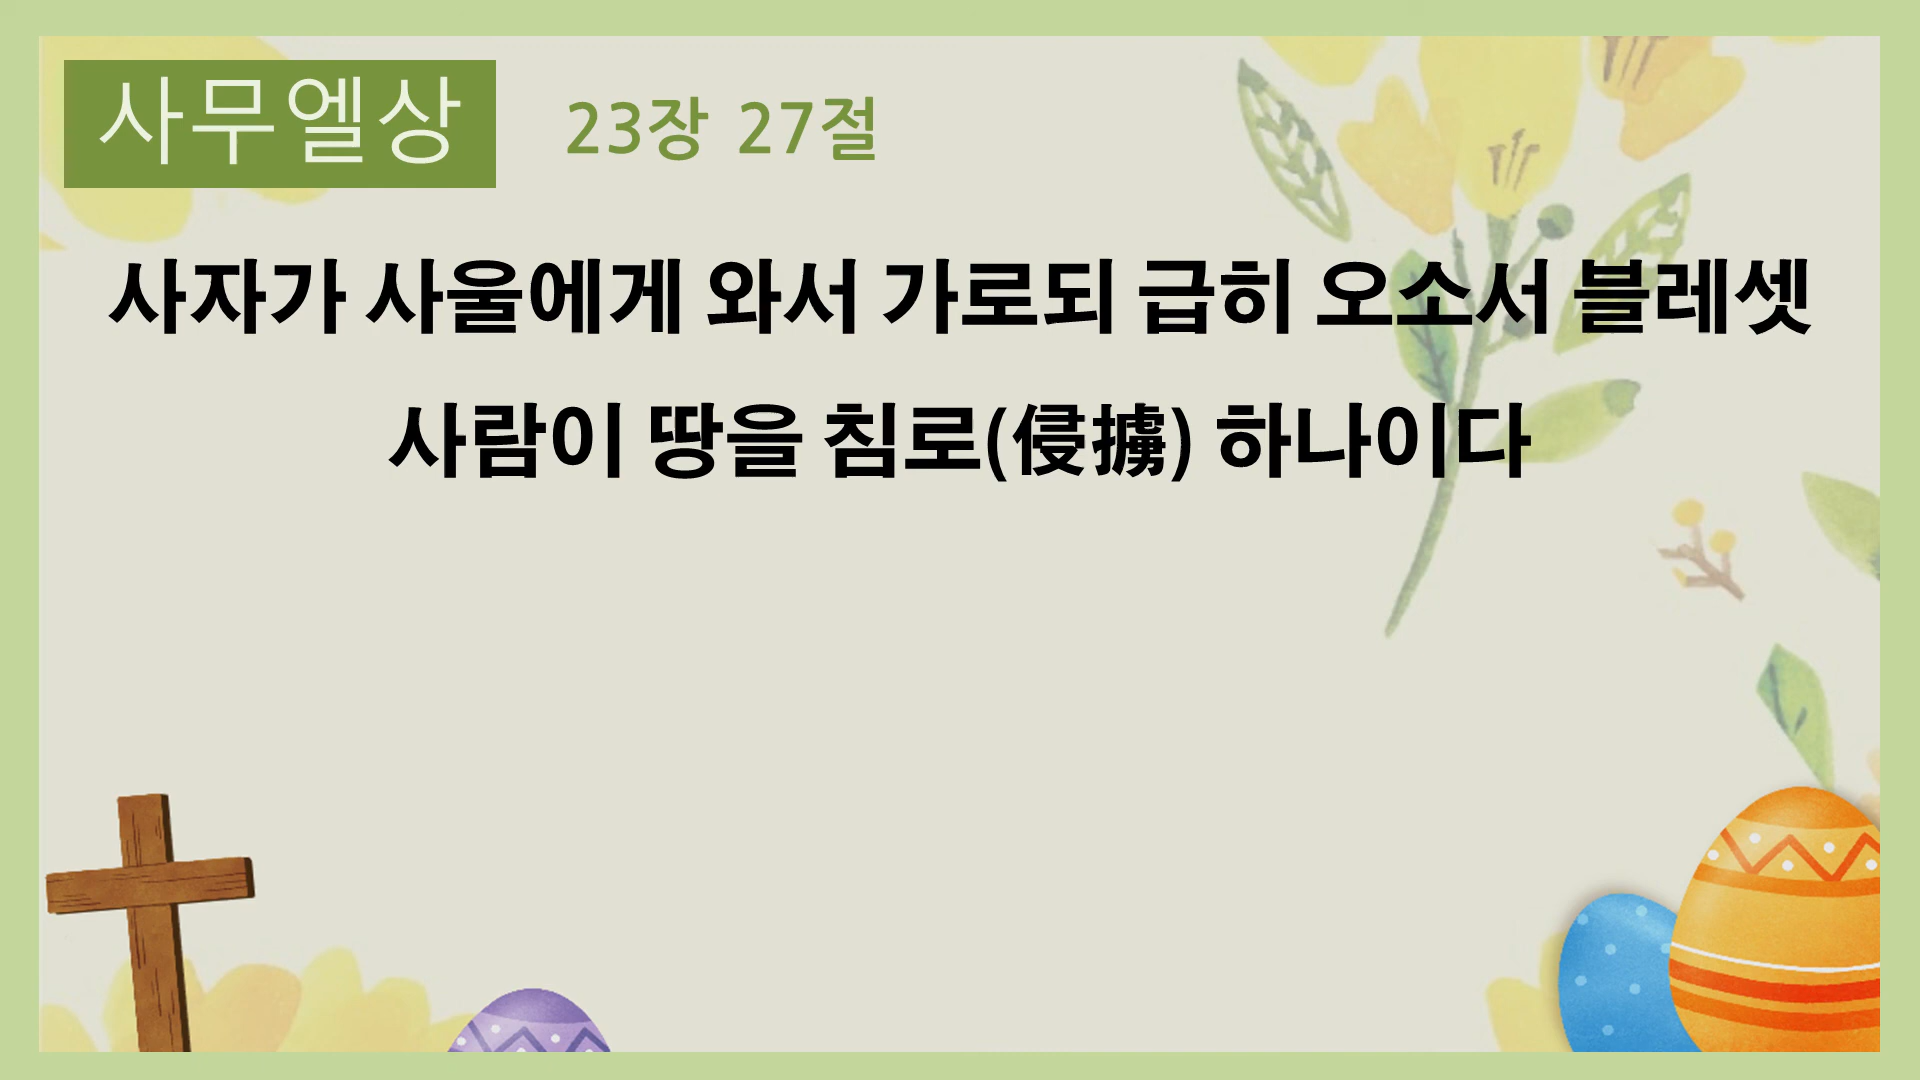 사무엘상 23장 27절
사자가 사울에게 와서 가로되 급히 오소서 블레셋
사람이 땅을 침로(侵擄) 하나이다